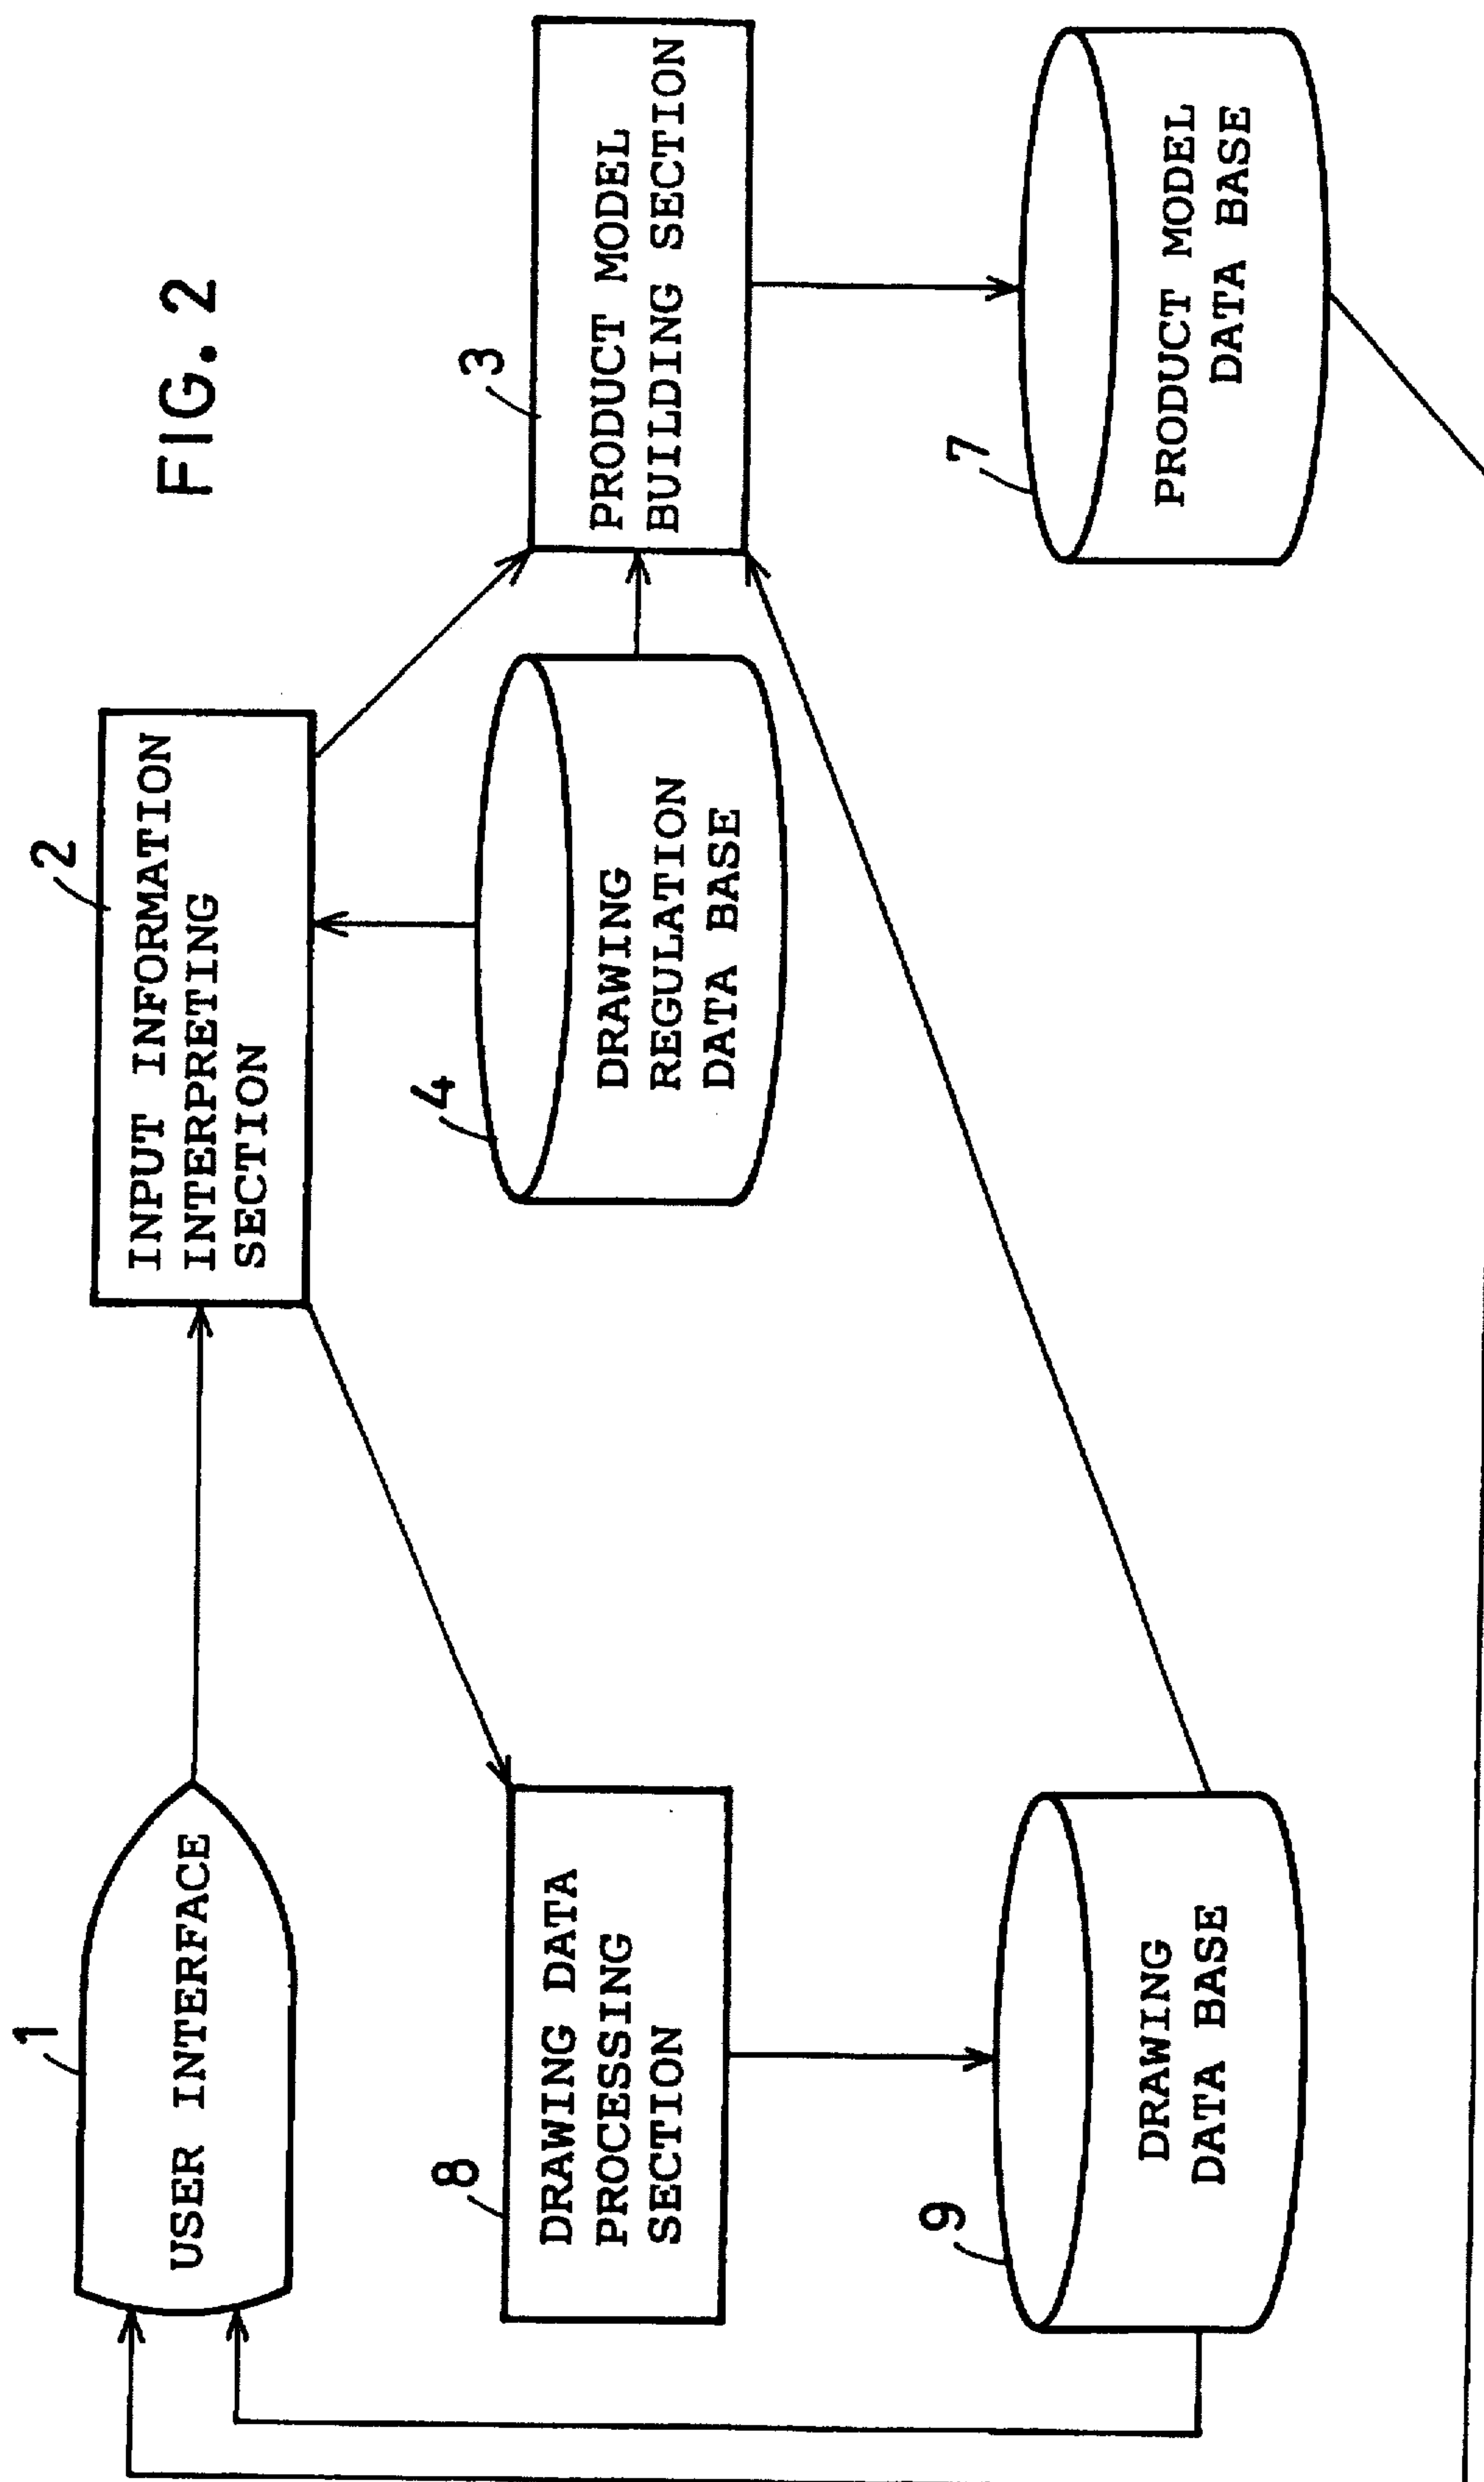 FIG. 2
1
USER INTERFACE
2
INPUT INFORMATION
INTERPRETING
SECTION
3
PRODUCT MODEL
BUILDING SECTION
4
DRAWING
REGULATION
DATA BASE
8
DRAWING DATA
PROCESSING
SECTION
9
DRAWING
DATA BASE
7
PRODUCT MODEL
DATA BASE